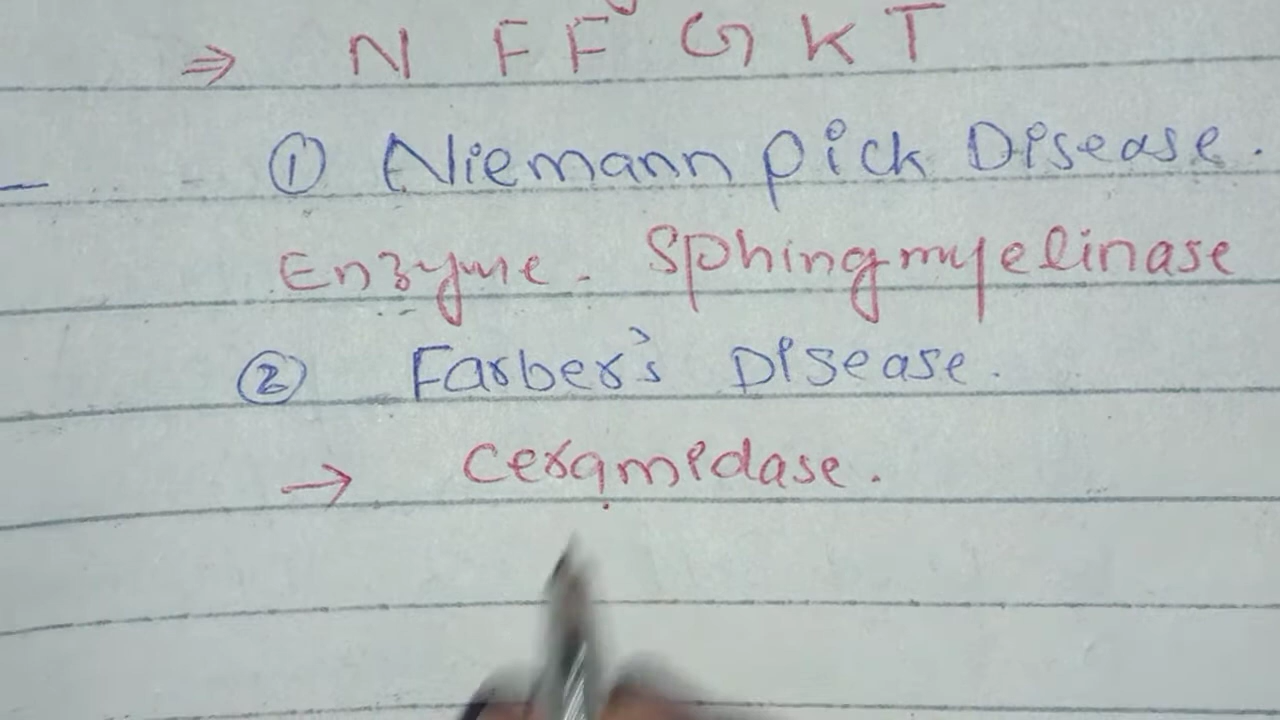 ⇒ N F F G K T
① Niemann pick Disease.
Enzyme - Sphingmyelinase
② Farber's Disease.
→ Ceramidase.